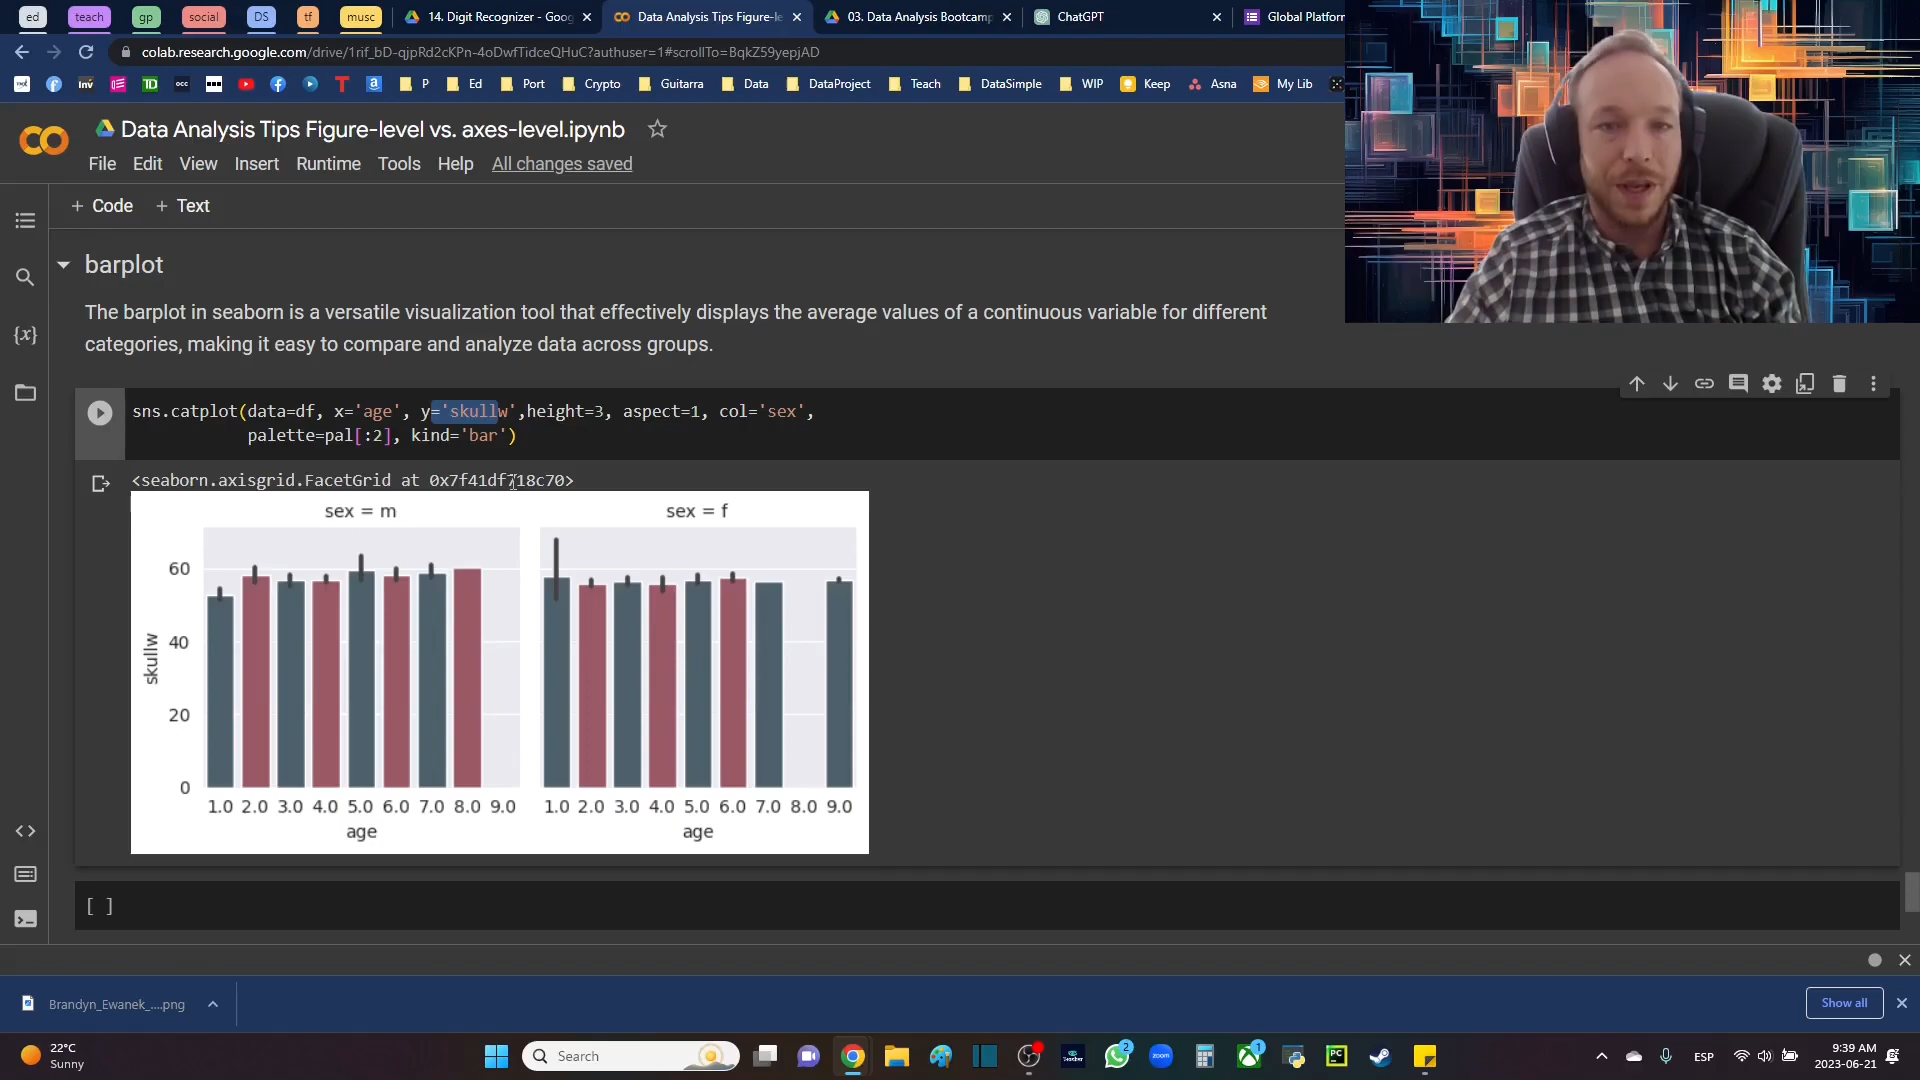 ed
teach
gp
social
DS
tf
musc
14. Digit Recognizer - Goog
Data Analysis Tips Figure-le
03. Data Analysis Bootcamp
ChatGPT
Global Platform
colab.research.google.com/drive/1rif_bD-qjpRd2cKPn-4oDwfTidceQHuC?authuser=1#scrollTo=BqkZ59yepjAD
inv
TD
occ
P
Ed
Port
Crypto
Guitarra
Data
DataProject
Teach
DataSimple
WIP
Keep
Asna
My Lib
Data Analysis Tips Figure-level vs. axes-level.ipynb
File Edit View Insert Runtime Tools Help All changes saved
+ Code + Text
barplot
The barplot in seaborn is a versatile visualization tool that effectively displays the average values of a continuous variable for different
categories, making it easy to compare and analyze data across groups.
sns.catplot(data=df, x='age', y='skullw',height=3, aspect=1, col='sex',
palette=pal[:2], kind='bar')
<seaborn.axisgrid.FacetGrid at 0x7f41df718c70>
sex = m
sex = f
60
40
20
0
skullw
1.0 2.0 3.0 4.0 5.0 6.0 7.0 8.0 9.0
1.0 2.0 3.0 4.0 5.0 6.0 7.0 8.0 9.0
age
age
[ ]
Brandyn_Ewanek_....png
Show all
22°C
Sunny
Search
2
zoom
1
PC
ESP
9:39 AM
2023-06-21